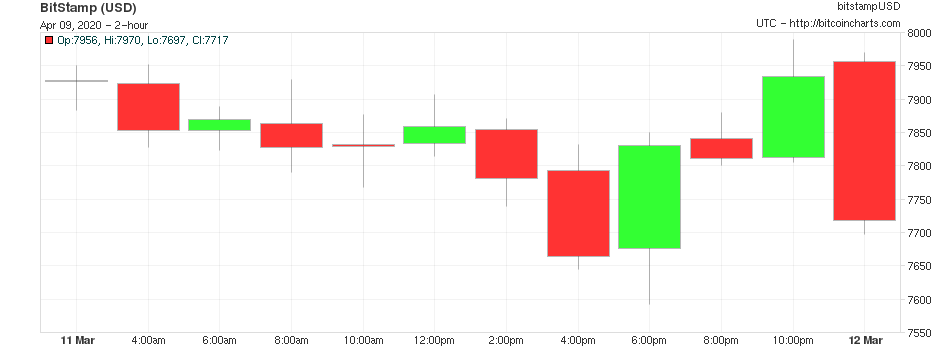 BitStamp (USD)
bitstampUSD
Apr 09, 2020 - 2-hour
UTC - http://bitcoincharts.com
Op:7956, Hi:7970, Lo:7697, Cl:7717
8000
7950
7900
7850
7800
7750
7700
7650
7600
7550
11 Mar 4:00am 6:00am 8:00am 10:00am 12:00pm 2:00pm 4:00pm 6:00pm 8:00pm 10:00pm 12 Mar